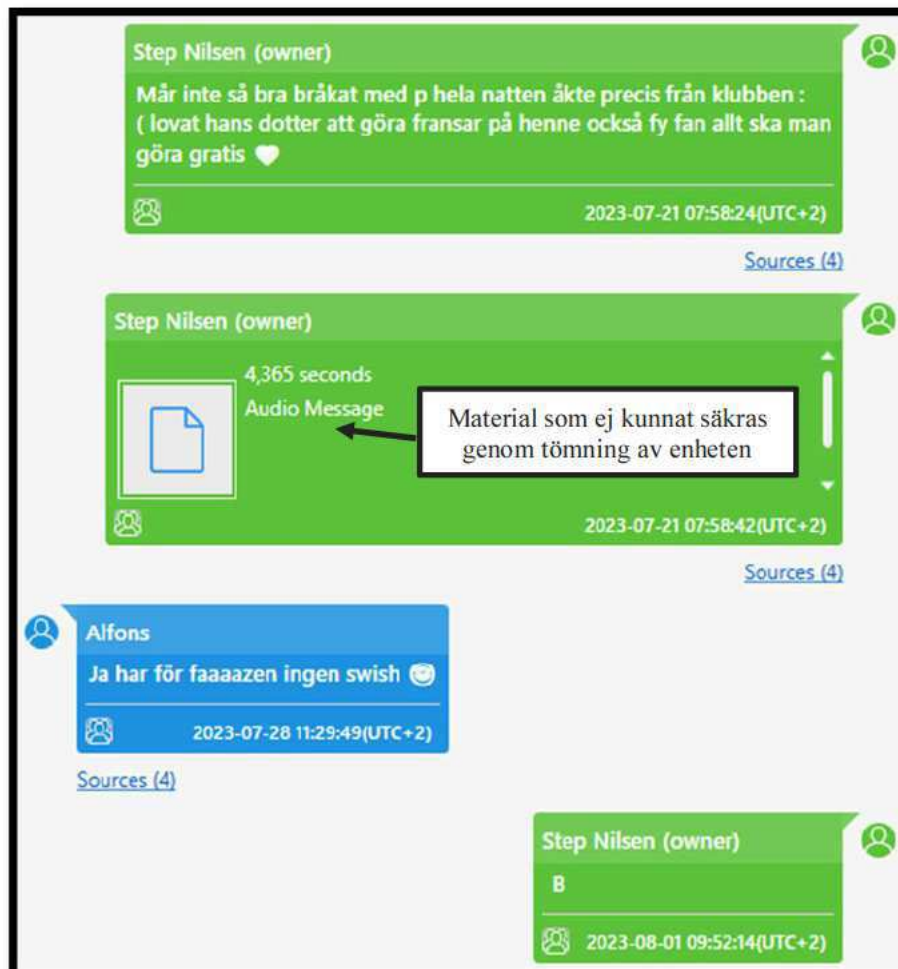 Step Nilsen (owner)
Mår inte så bra bråkat med p hela natten åkte precis från klubben :
( lovat hans dotter att göra fransar på henne också fy fan allt ska man
göra gratis
2023-07-21 07:58:24(UTC+2)
Sources (4)
Step Nilsen (owner)
4,365 seconds
Audio Message
Material som ej kunnat säkras
genom tömning av enheten
2023-07-21 07:58:42(UTC+2)
Sources (4)
Alfons
Ja har för faaaazen ingen swish
2023-07-28 11:29:49(UTC+2)
Sources (4)
Step Nilsen (owner)
B
2023-08-01 09:52:14(UTC+2)